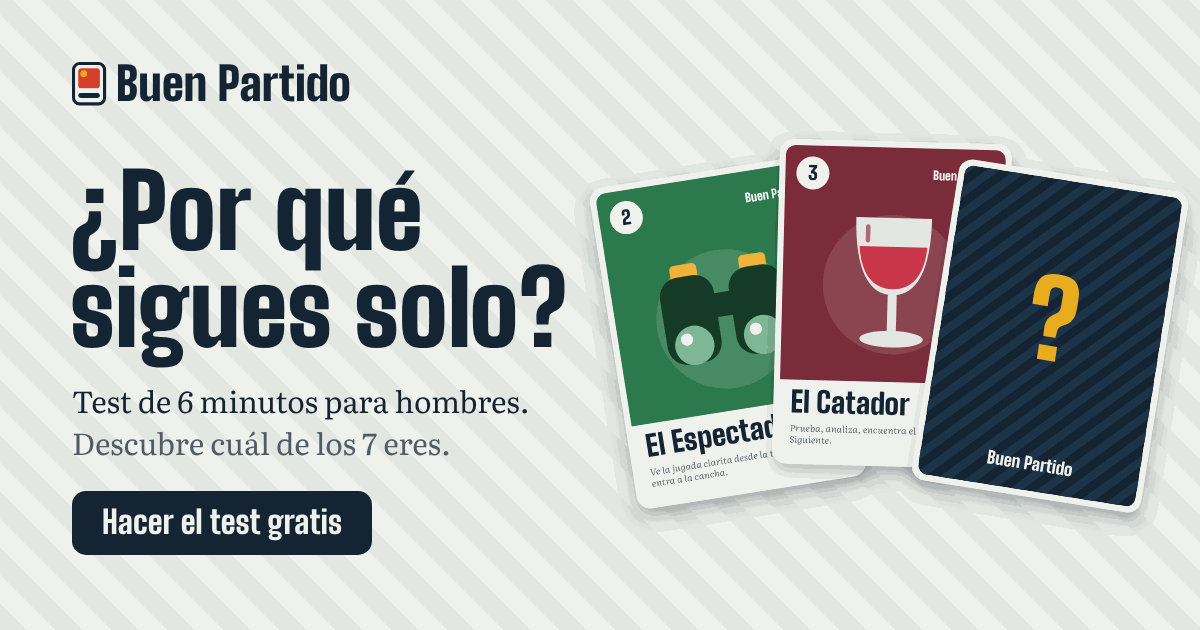 Buen Partido
¿Por qué
sigues solo?
Test de 6 minutos para hombres.
Descubre cuál de los 7 eres.
Hacer el test gratis
2
Buen
El
Ve la jugada clarita desde la
entra a la cancha.
3
Buen
El Catador
Prueba, analiza, encuentra el
Siguiente.
?
Buen Partido